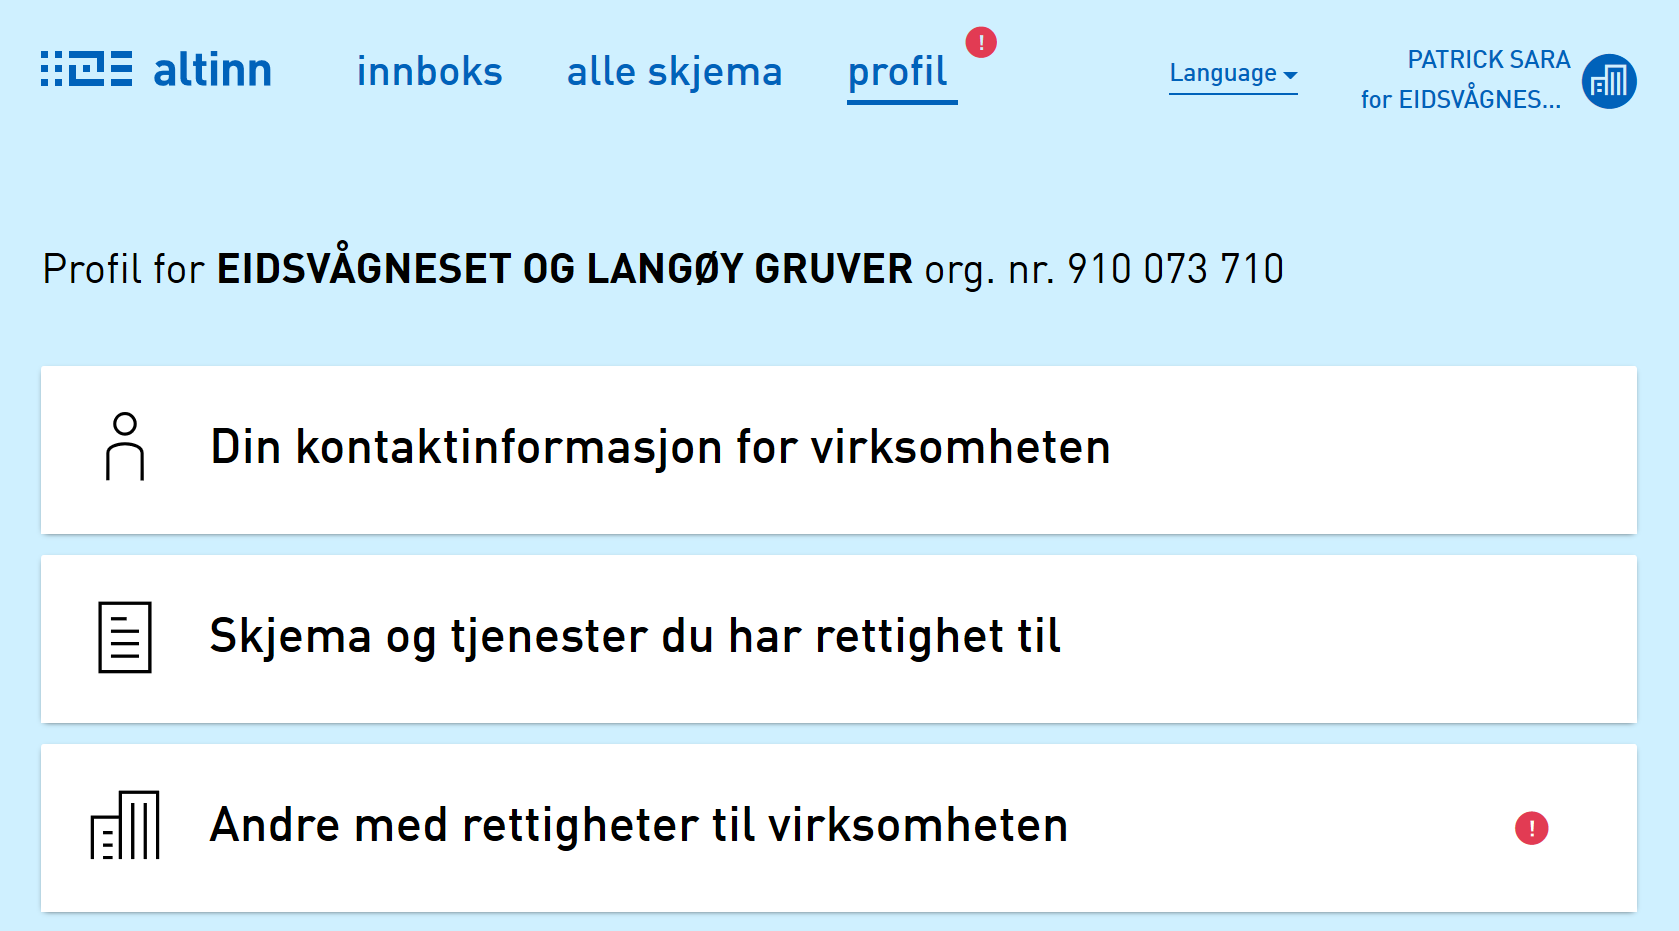 altinn innboks alle skjema profil ! Language PATRICK SARA
for EIDSVÅGNES...
Profil for EIDSVÅGNESET OG LANGØY GRUVER org. nr. 910 073 710
Din kontaktinformasjon for virksomheten
Skjema og tjenester du har rettighet til
Andre med rettigheter til virksomheten !